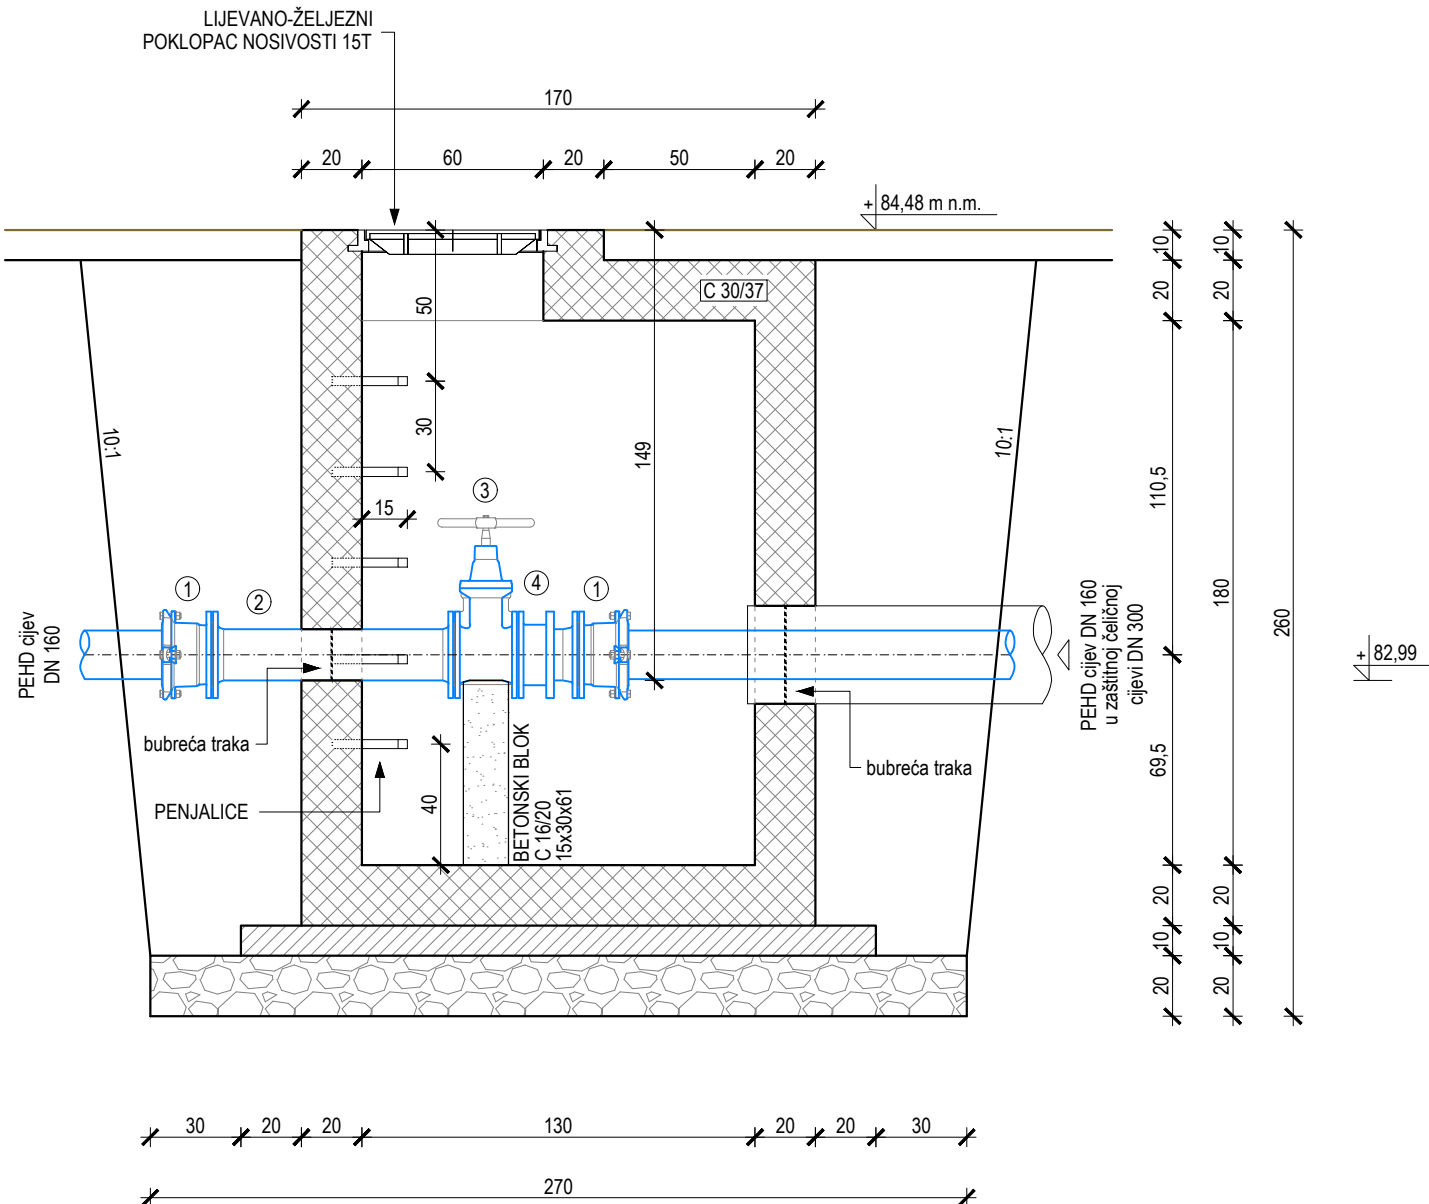 LIJEVANO-ŽELJEZNI
POKLOPAC NOSIVOSTI 15T
170
20
60
20
50
20
+ 84,48 m n.m.
10
10
20
20
C 30/37
50
30
149
10:1
10:1
110,5
180
260
15
3
4
1
2
1
PEHD cijev
DN 160
PEHD cijev DN 160
u zaštitnoj čeličnoj
cijevi DN 300
+ 82,99
bubreća traka
bubreća traka
PENJALICE
40
BETONSKI BLOK
C 16/20
15x30x61
69,5
20
20
10
10
20
20
30
20
20
130
20
20
30
270